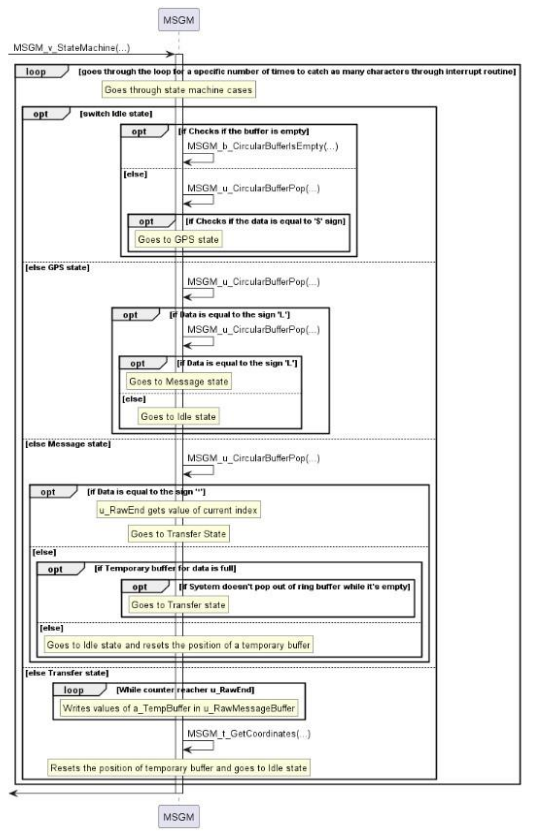 MSGM
MSGM_v_StateMachine(...)
loop [goes through the loop for a specific number of times to catch as many characters through interrupt routine]
Goes through state machine cases
opt [switch Idle state]
opt [if Checks if the buffer is empty]
MSGM_b_CircularBufferIsEmpty(...)
[else]
MSGM_u_CircularBufferPop(...)
opt [if Checks if the data is equal to '$' sign]
Goes to GPS state
[else GPS state]
MSGM_u_CircularBufferPop(...)
opt [if Data is equal to the sign 'L']
MSGM_u_CircularBufferPop(...)
opt [if Data is equal to the sign 'L']
Goes to Message state
[else]
Goes to Idle state
[else Message state]
MSGM_u_CircularBufferPop(...)
opt [if Data is equal to the sign '*']
u_RawEnd gets value of current index
Goes to Transfer State
[else]
opt [if Temporary buffer for data is full]
opt [if System doesn't pop out of ring buffer while it's empty]
Goes to Transfer state
[else]
Goes to Idle state and resets the position of a temporary buffer
[else Transfer state]
loop [While counter reacher u_RawEnd]
Writes values of a_TempBuffer in u_RawMessageBuffer
MSGM_t_GetCoordinates(...)
Resets the position of temporary buffer and goes to Idle state
MSGM